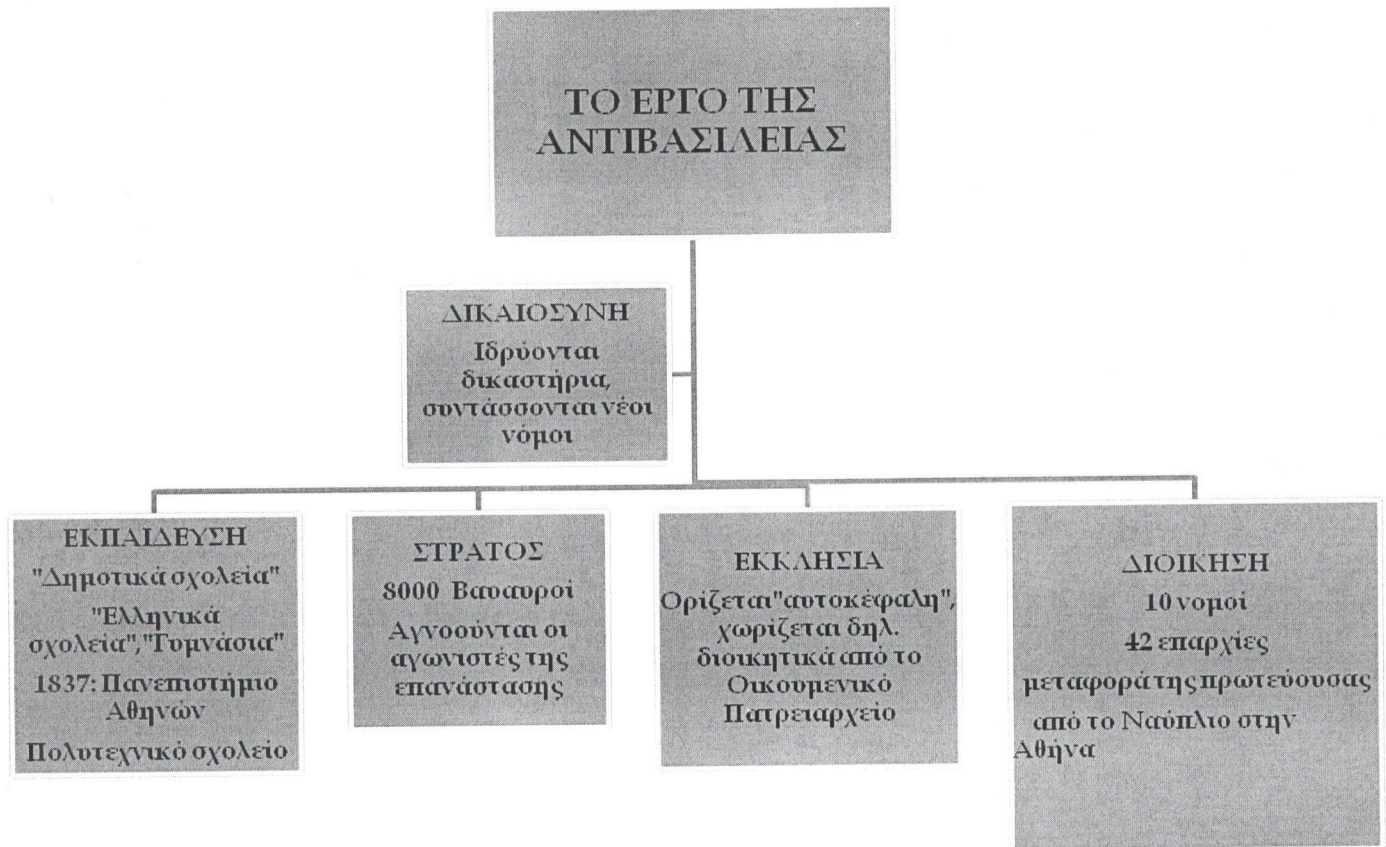 ΤΟ ΕΡΓΟ ΤΗΣ
ΑΝΤΙΒΑΣΙΛΕΙΑΣ
ΔΙΚΑΙΟΣΥΝΗ
Ιδρύονται
δικαστήρια,
συντάσσονται νέοι
νόμοι
ΕΚΠΑΙΔΕΥΣΗ
"Δημοτικά σχολεία"
"Ελληνικά
σχολεία","Γυμνάσια"
1837: Πανεπιστήμιο
Αθηνών
Πολυτεχνικό σχολείο
ΣΤΡΑΤΟΣ
8000 Βαυαυροί
Αγνοούνται οι
αγωνιστές της
επανάστασης
ΕΚΚΛΗΣΙΑ
Ορίζεται"αυτοκέφαλη",
χωρίζεται δηλ.
διοικητικά από το
Οικουμενικό
Πατρειαρχείο
ΔΙΟΙΚΗΣΗ
10 νομοί
42 επαρχίες
μεταφορά της πρωτεύουσας
από το Ναύπλιο στην
Αθήνα